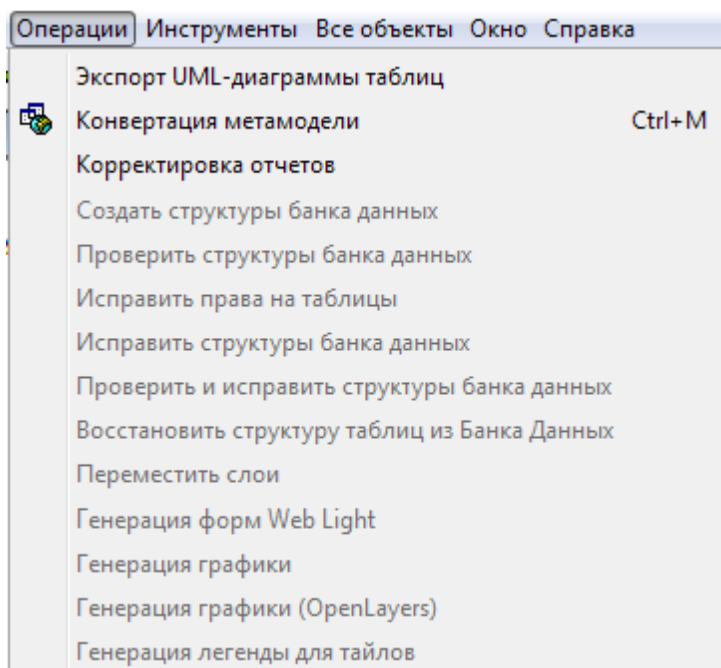 Операции Инструменты Все объекты Окно Справка
Экспорт UML-диаграммы таблиц
Конвертация метамодели Ctrl+M
Корректировка отчетов
Создать структуры банка данных
Проверить структуры банка данных
Исправить права на таблицы
Исправить структуры банка данных
Проверить и исправить структуры банка данных
Восстановить структуру таблиц из Банка Данных
Переместить слои
Генерация форм Web Light
Генерация графики
Генерация графики (OpenLayers)
Генерация легенды для тайлов